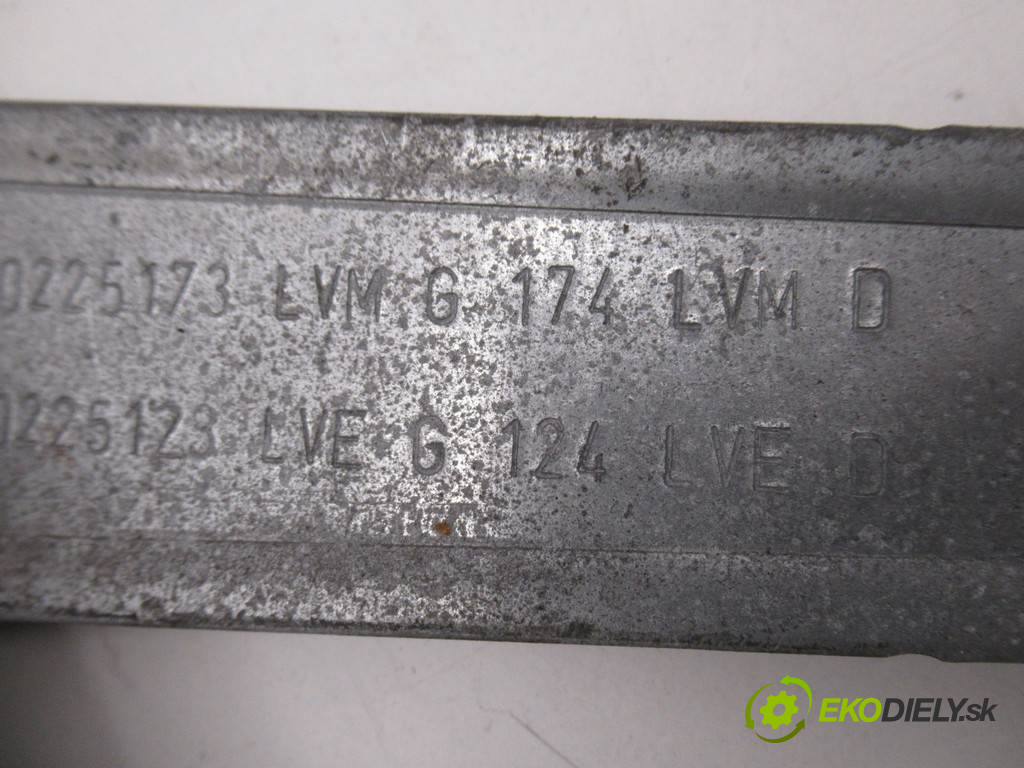 0225173 LVM G 174 LVM D
0225123 LVE G 124 LVE D
EKODIELY.sk